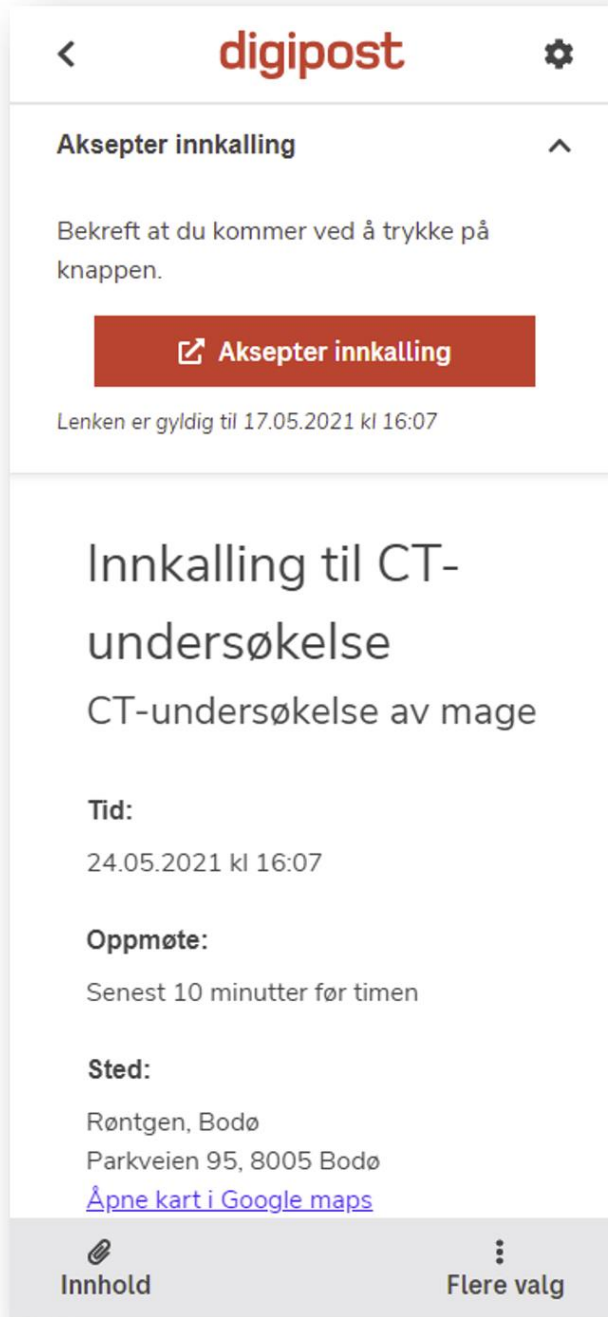 digipost
Aksepter innkalling
Bekreft at du kommer ved å trykke på
knappen.
Aksepter innkalling
Lenken er gyldig til 17.05.2021 kl 16:07
Innkalling til CT-
undersøkelse
CT-undersøkelse av mage
Tid:
24.05.2021 kl 16:07
Oppmøte:
Senest 10 minutter før timen
Sted:
Røntgen, Bodø
Parkveien 95, 8005 Bodø
Åpne kart i Google maps
Innhold
Flere valg